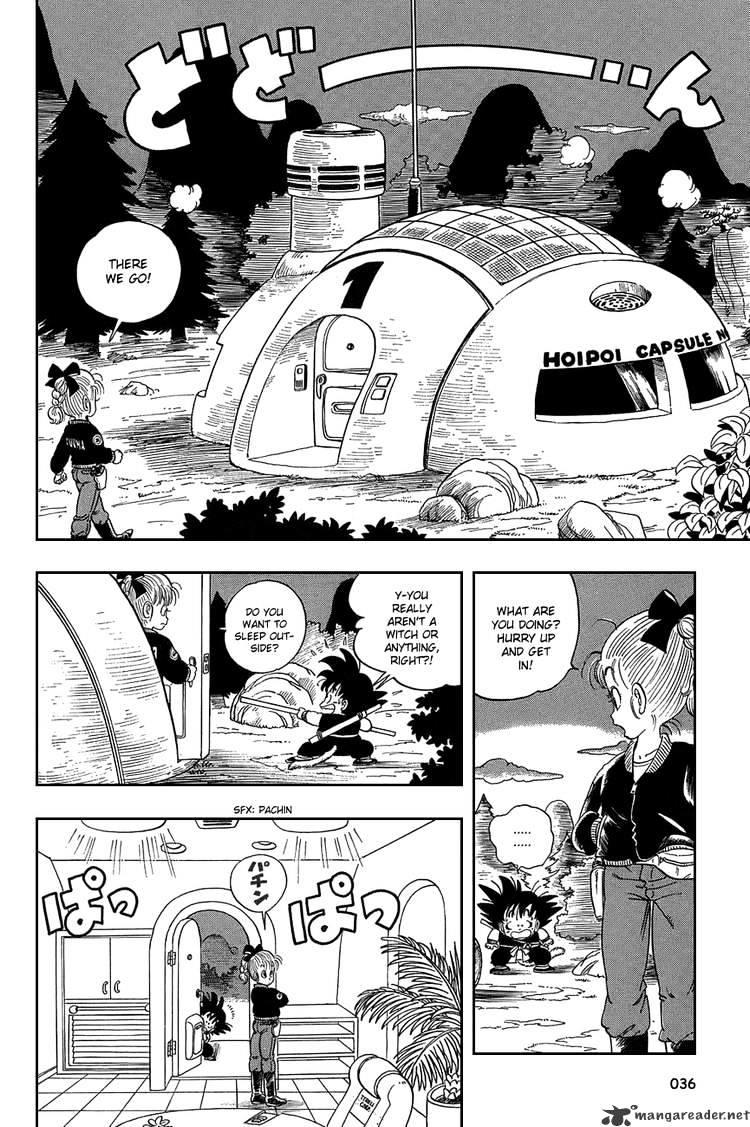 どどーーん
THERE
WE GO!
1
HOIPOI CAPSULE N
WHAT ARE
YOU DOING?
HURRY UP
AND GET
IN!
......
......
Y-YOU
REALLY
AREN'T A
WITCH OR
ANYTHING,
RIGHT?!
DO YOU
WANT TO
SLEEP OUT-
SIDE?
SFX: PACHIN
パチン
ぱっ
ぱっ
036
mangareader.net